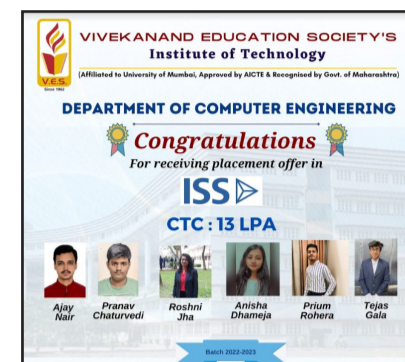 VIVEKANAND EDUCATION SOCIETY'S
Institute of Technology
(Affiliated to University of Mumbai, Approved by AICTE & Recognised by Govt. of Maharashtra)
V.E.S.
Since 1962
DEPARTMENT OF COMPUTER ENGINEERING
Congratulations
For receiving placement offer in
ISS
CTC : 13 LPA
Ajay Nair
Pranav Chaturvedi
Roshni Jha
Anisha Dhameja
Prium Rohera
Tejas Gala
Batch 2022-2023